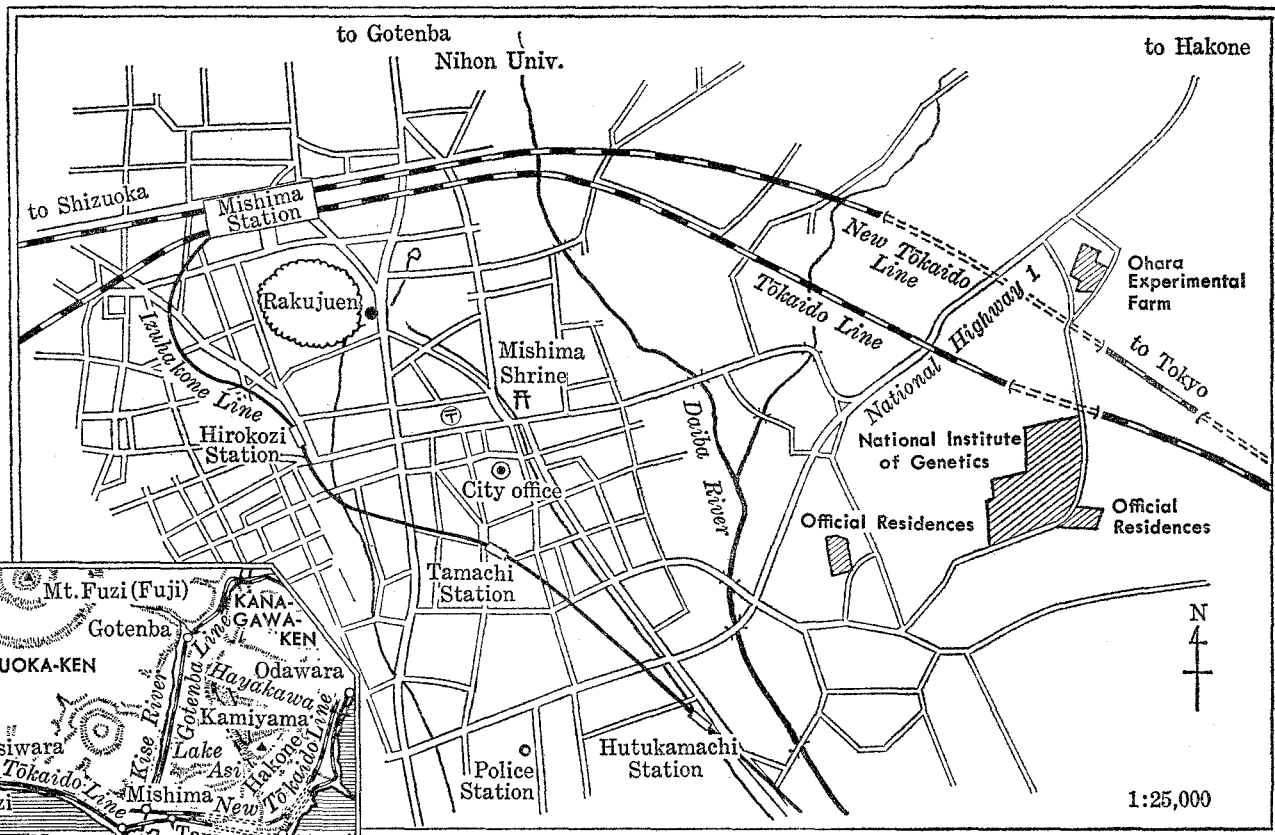 to Gotenba
Nihon Univ.
to Hakone
to Shizuoka
Mishima
Station
New Tōkaido
Line
Ohara
Experimental
Farm
Rakujuen
Izuhakone Line
Tōkaido Line
National Highway 1
to Tokyo
Mishima
Shrine
〒
Hirokozi
Station
City office
Daiba River
National Institute
of Genetics
Official Residences
Official
Residences
Tamachi
Station
N
Hutukamachi
Station
Police
Station
1:25,000
Mt.Fuzi (Fuji)
KANA-
GAWA-
KEN
Gotenba
UOKA-KEN
Gotenba Line
Kise River
Odawara
Hayakawa
Kamiyama
Lake
Asi
Hakone
siwara
Tōkaido Line
Mishima
New Tōkaido Line
zi